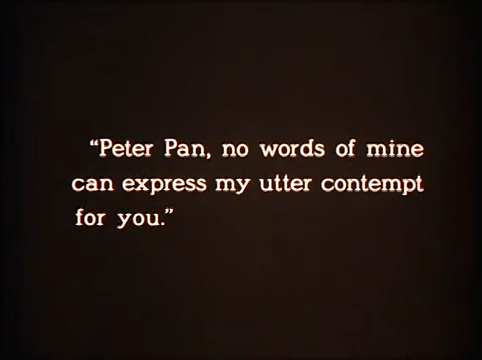 “Peter Pan, no words of mine
can express my utter contempt
for you.”